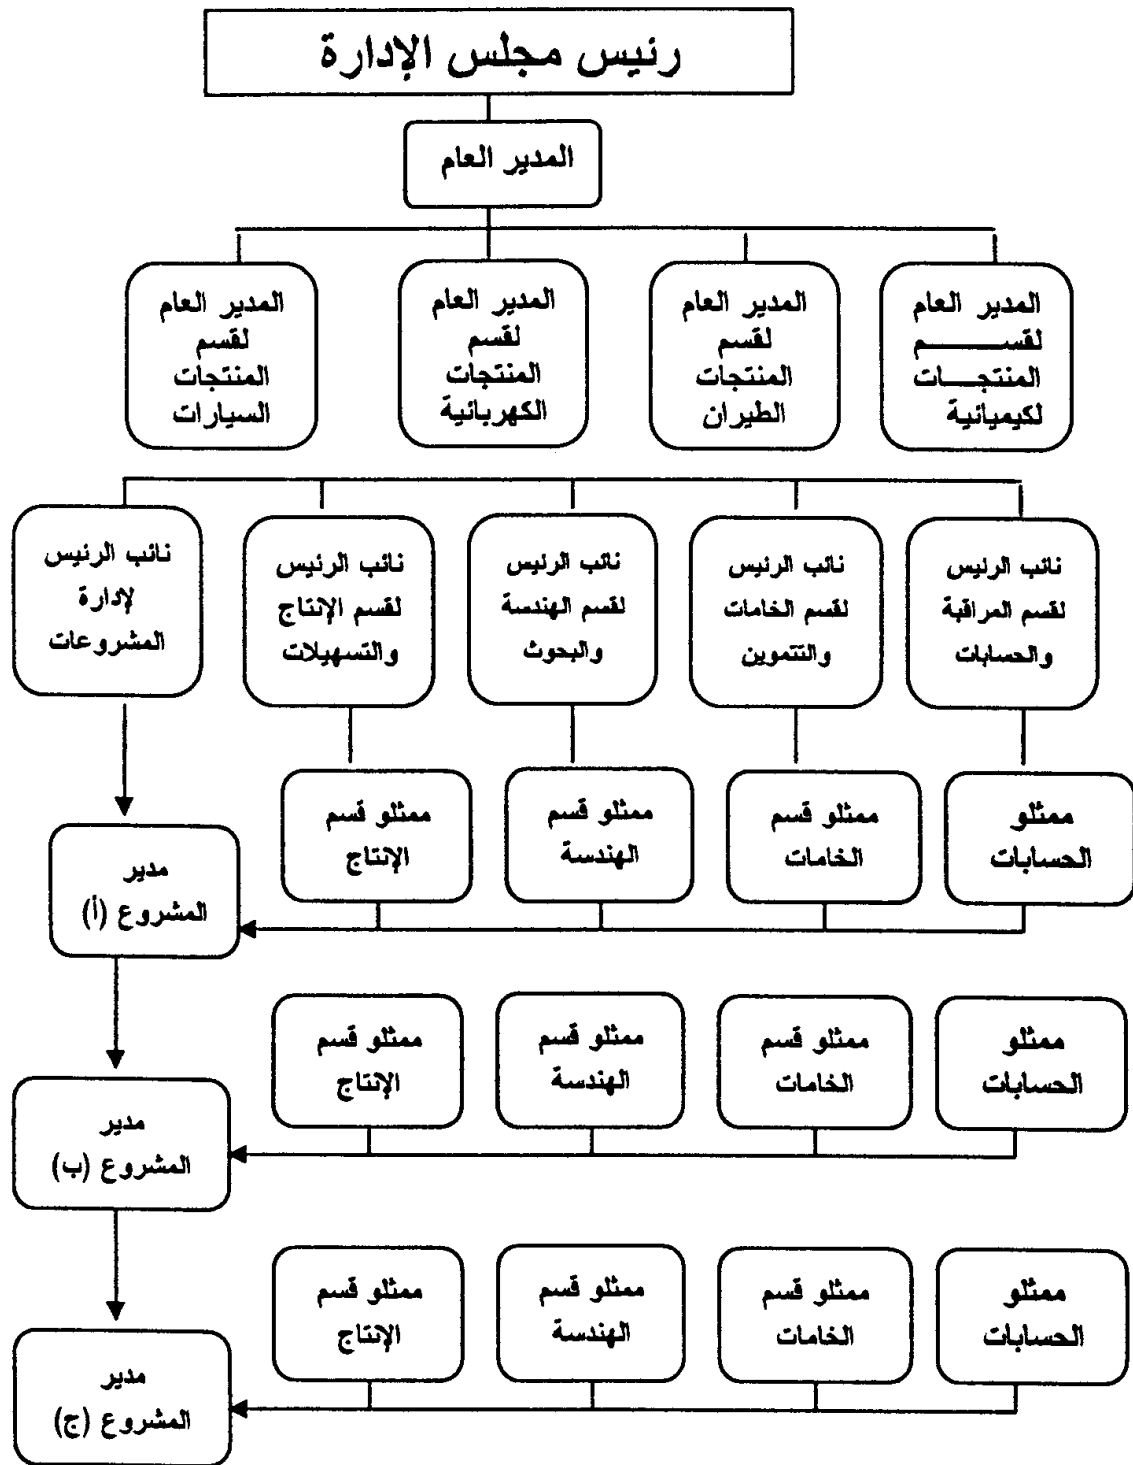 رئيس مجلس الإدارة
المدير العام
المدير العام
لقســــــم
المنتجـــات
لكيميائية
المدير العام
لقسم
المنتجات
الطيران
المدير العام
لقسم
المنتجات
الكهربائية
المدير العام
لقسم
المنتجات
السيارات
نائب الرئيس
لقسم المراقبة
والحسابات
نائب الرئيس
لقسم الخامات
والتتموين
نائب الرئيس
لقسم الهندسة
والبحوث
نائب الرئيس
لقسم الإنتاج
والتسهيلات
نائب الرئيس
لإدارة
المشروعات
ممثلو
الحسابات
ممثلو قسم
الخامات
ممثلو قسم
الهندسة
ممثلو قسم
الإنتاج
مدير
المشروع (أ)
ممثلو
الحسابات
ممثلو قسم
الخامات
ممثلو قسم
الهندسة
ممثلو قسم
الإنتاج
مدير
المشروع (ب)
ممثلو
الحسابات
ممثلو قسم
الخامات
ممثلو قسم
الهندسة
ممثلو قسم
الإنتاج
مدير
المشروع (ج)